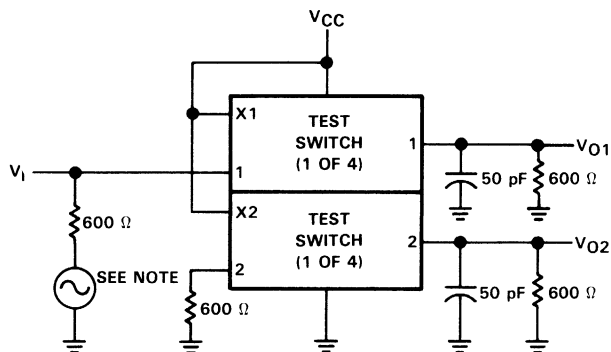 VCC
X1
TEST
SWITCH
(1 OF 4)
1
VO1
VI
1
50 pF
600 Ω
X2
600 Ω
TEST
SWITCH
(1 OF 4)
2
VO2
SEE NOTE
2
600 Ω
50 pF
600 Ω